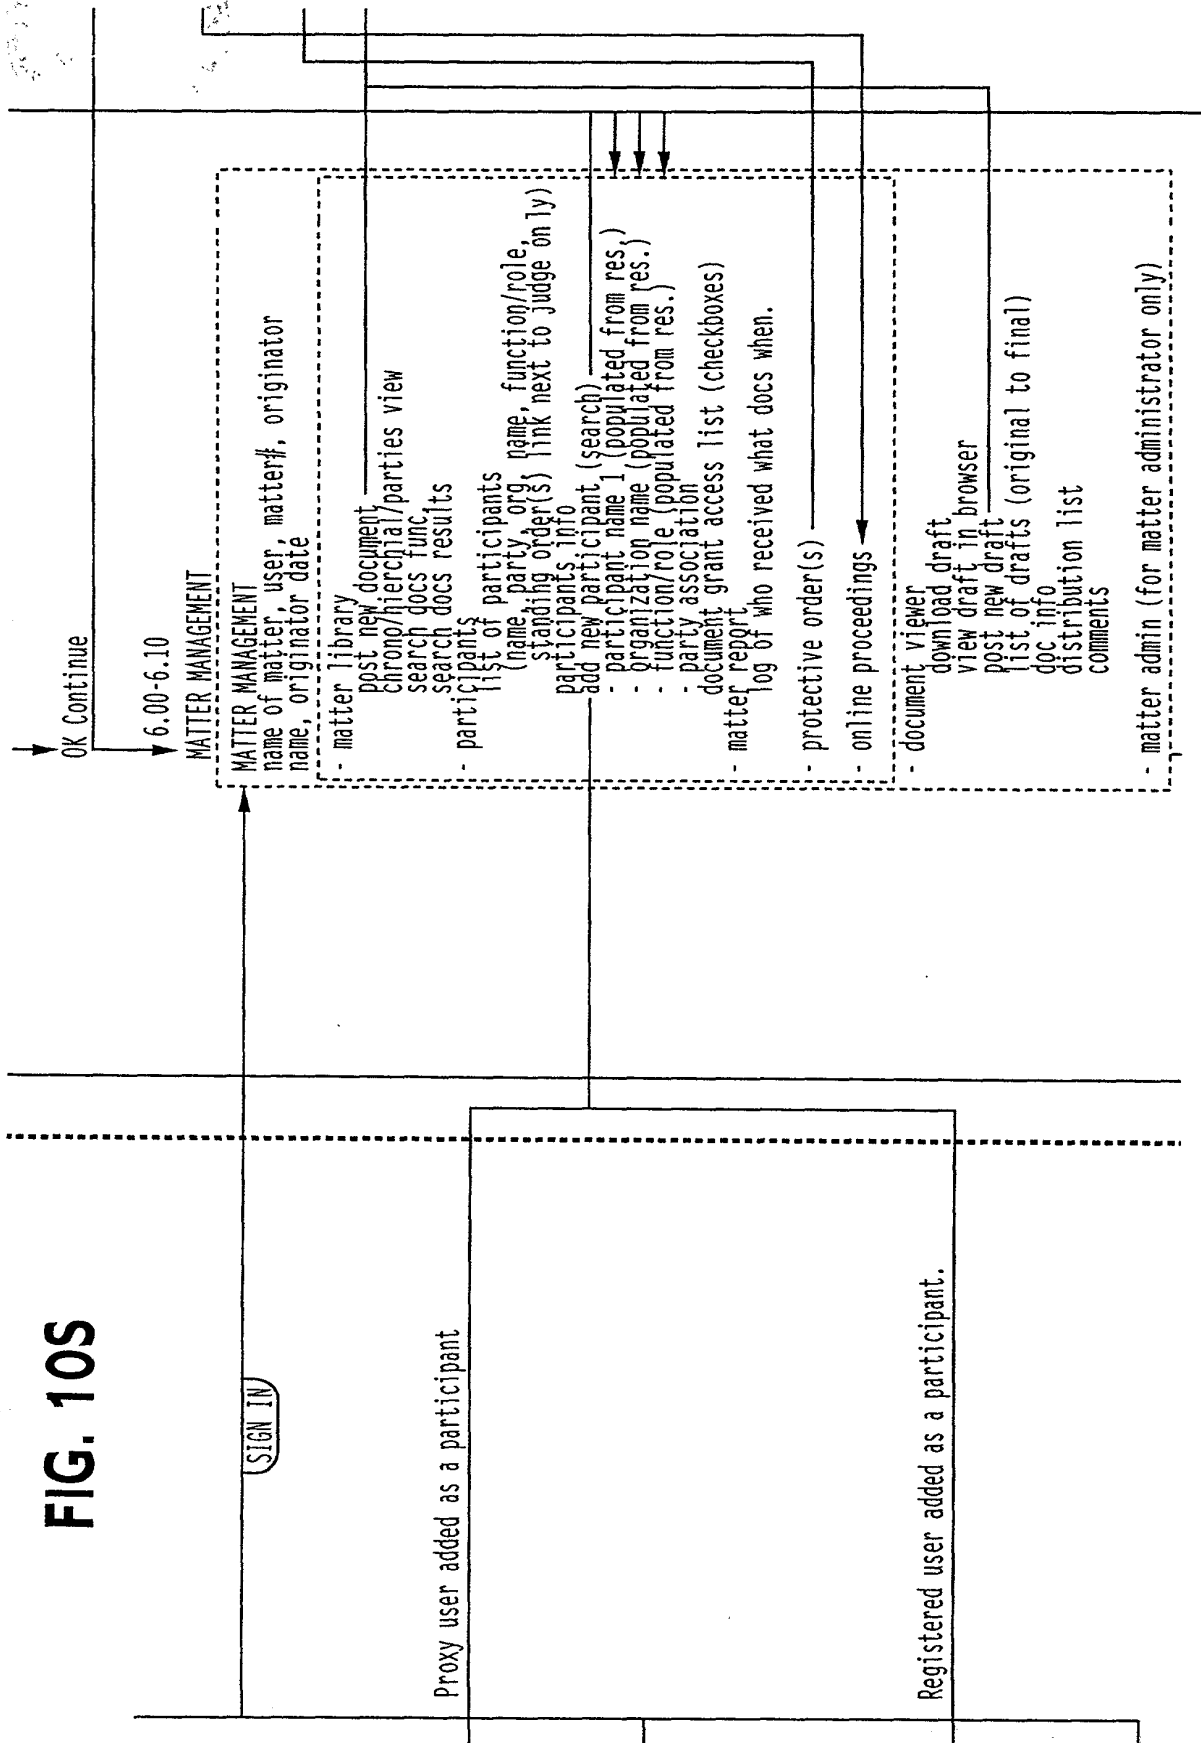 FIG. 10S
OK Continue
6.00-6.10
MATTER MANAGEMENT
MATTER MANAGEMENT
name of matter, user, matter#, originator
name, originator date
- matter library
post new document
chrono/hierchial/parties view
search docs func
search docs results
- participants
list of participants
(name, party, org, name, function/role,
standing order(s) link next to judge only)
participants info
add new participant (search)
- participant name 1 (populated from res,)
- organization name (populated from res.)
- function/role (populated from res.)
- party association
document grant access list (checkboxes)
- matter report
log of who received what docs when.
- protective order(s)
- online proceedings
- document viewer
download draft
view draft in browser
post new draft
list of drafts (original to final)
doc info
distribution list
comments
- matter admin (for matter administrator only)
SIGN IN
Proxy user added as a participant
Registered user added as a participant.